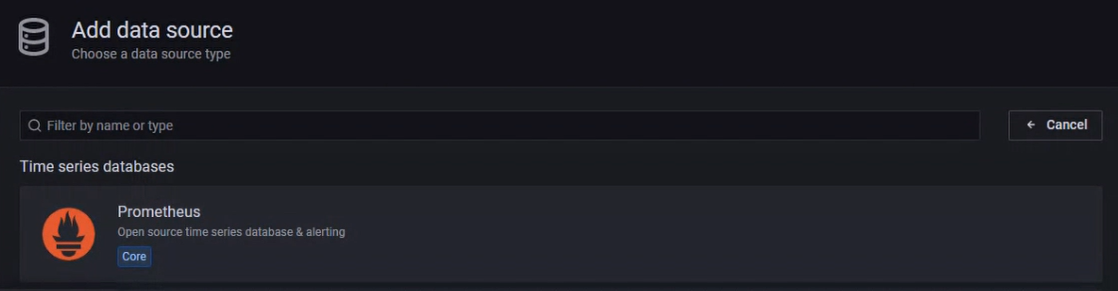 Add data source
Choose a data source type
Filter by name or type
Cancel
Time series databases
Prometheus
Open source time series database & alerting
Core